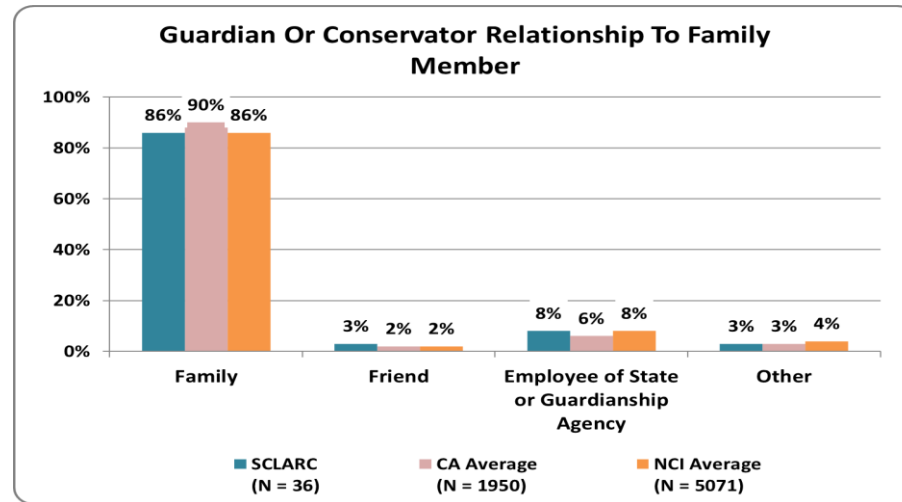 Guardian Or Conservator Relationship To Family
Member
100%
80%
60%
40%
20%
0%
86%
90%
86%
3%
2%
2%
8%
6%
8%
3%
3%
4%
Family
Friend
Employee of State
or Guardianship
Agency
Other
SCLARC
(N = 36)
CA Average
(N = 1950)
NCI Average
(N = 5071)